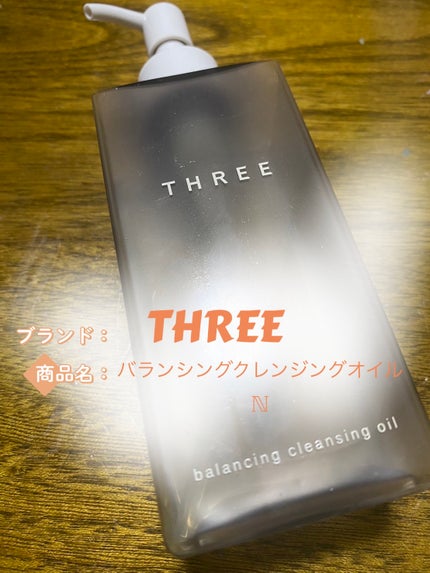 THREE
ブランド： THREE
商品名：バランシングクレンジングオイル
N
balancing cleansing oil